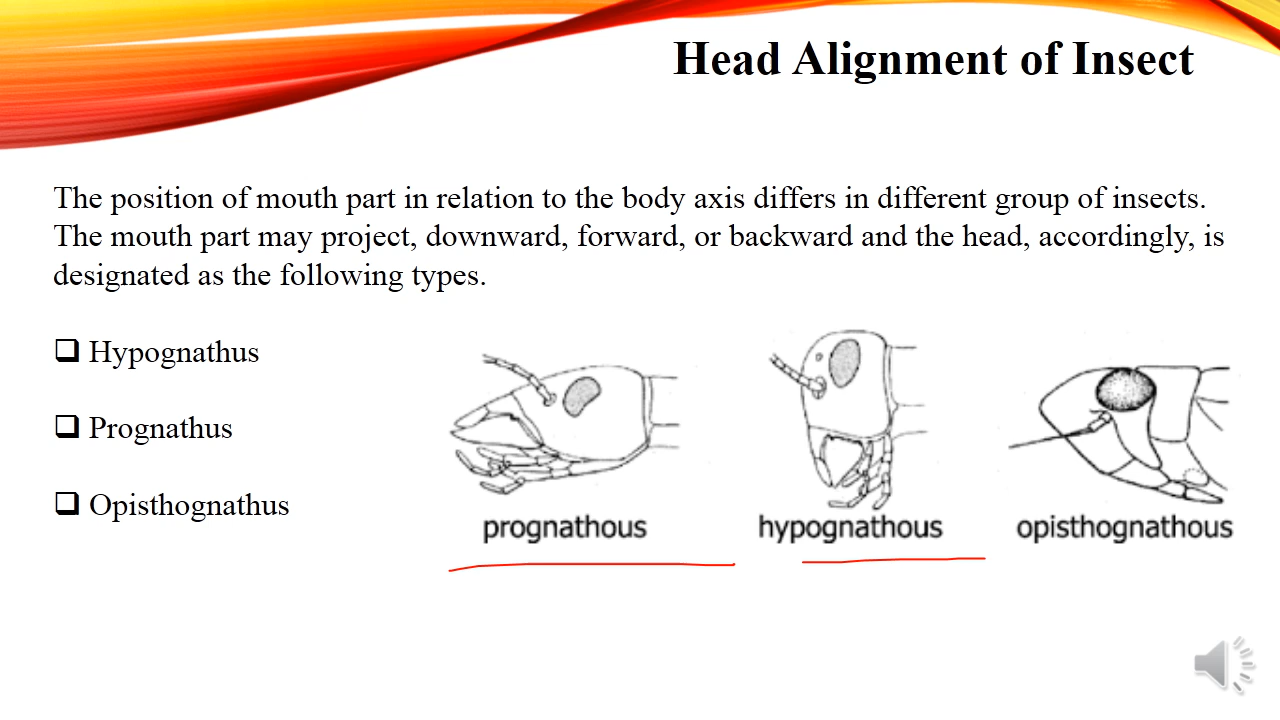 Head Alignment of Insect
The position of mouth part in relation to the body axis differs in different group of insects.
The mouth part may project, downward, forward, or backward and the head, accordingly, is
designated as the following types.
Hypognathus
Prognathus
Opisthognathus
prognathous
hypognathous
opisthognathous